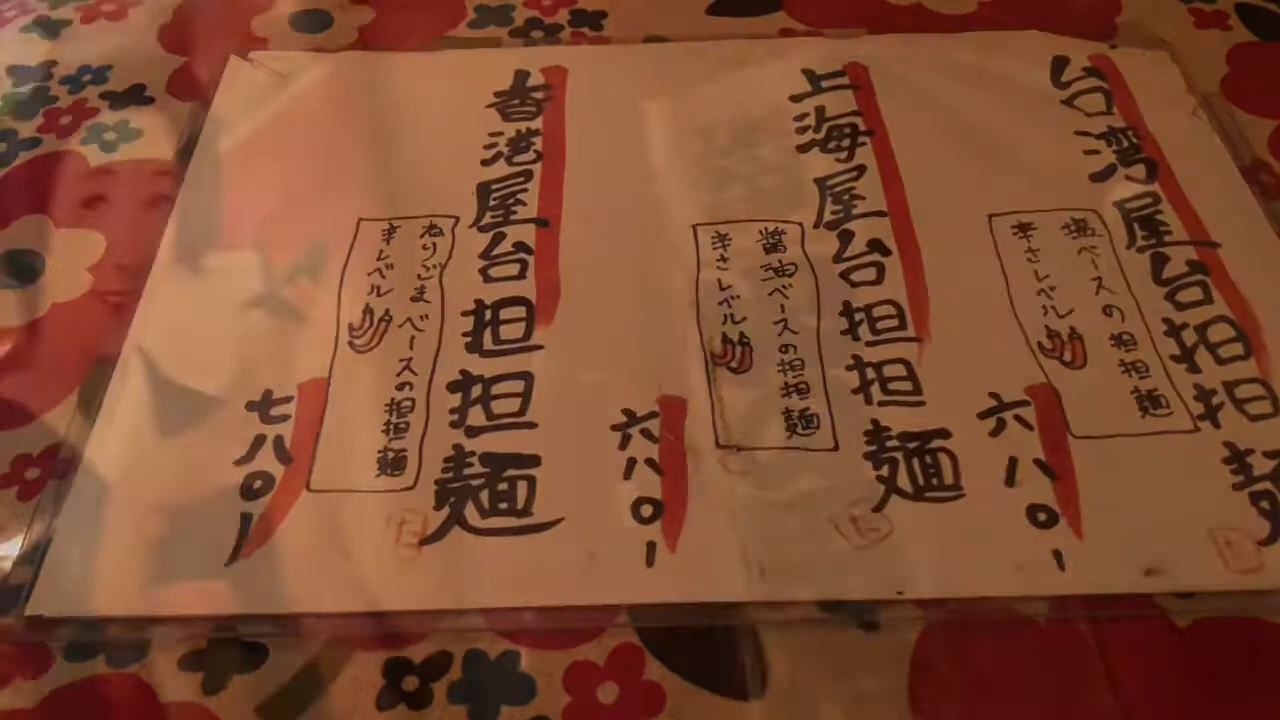 台湾屋台担担麺
塩ベースの担担麺
辛さレベル
六八〇ー
上海屋台担担麺
醤油ベースの担担麺
辛さレベル
六八〇ー
香港屋台担担麺
ねりごまベースの担担麺
辛レベル
七八〇ー